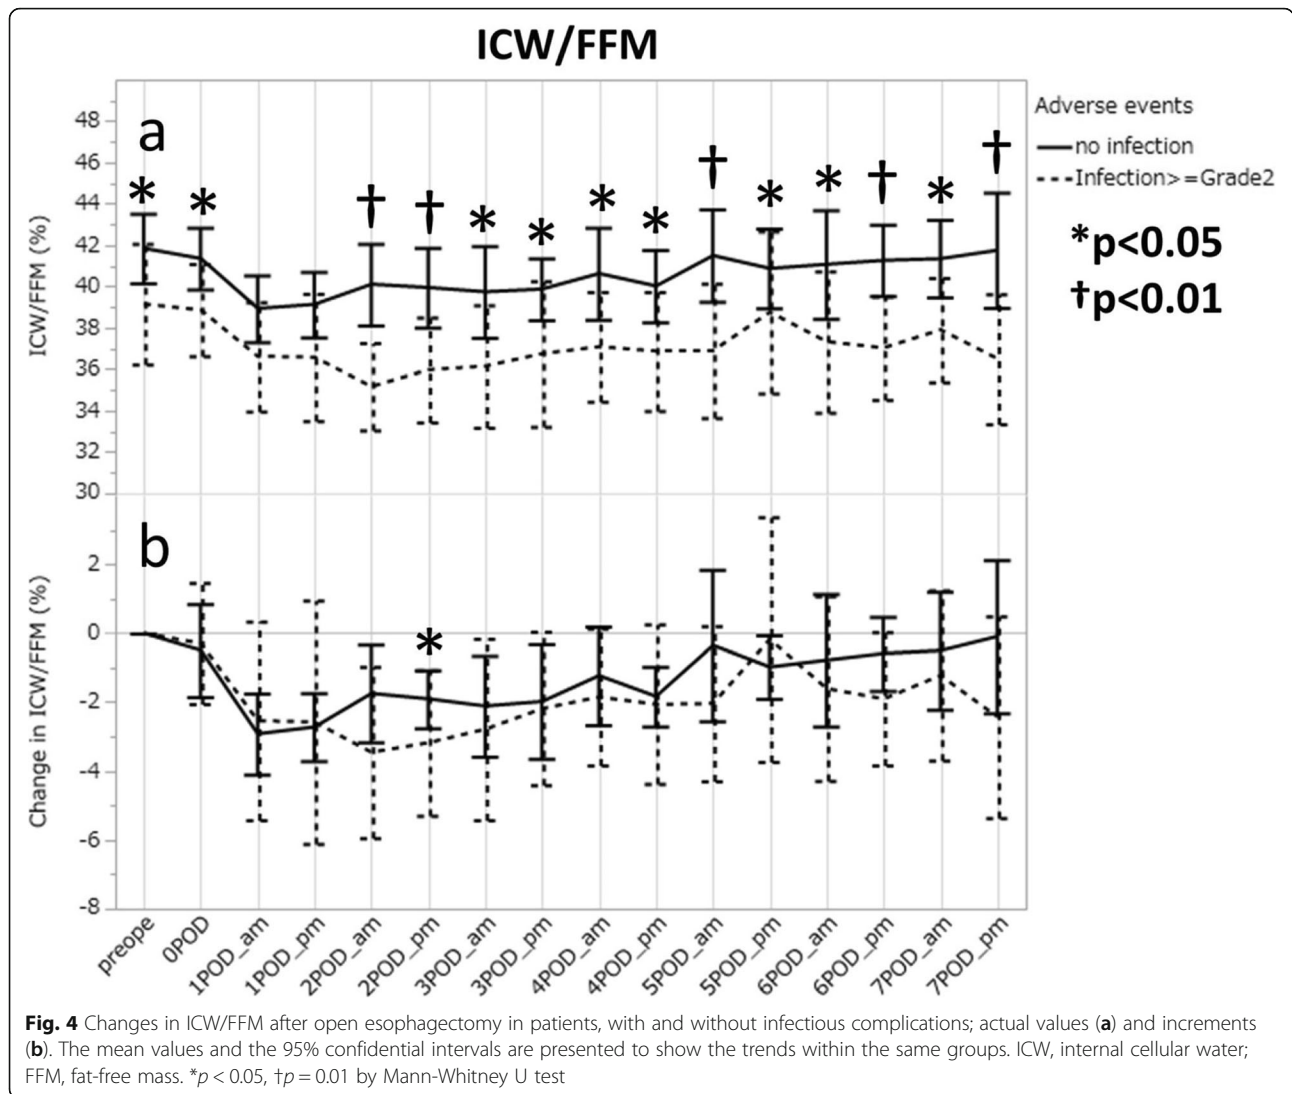 ICW/FFM
a
ICW/FFM (%)
48
46
44
42
40
38
36
34
32
30
* * † † * * * * † * * † * †
Adverse events
no infection
Infection>=Grade2
*p<0.05
†p<0.01
b
Change in ICW/FFM (%)
2
0
-2
-4
-6
-8
*
preope
0POD
1POD_am
1POD_pm
2POD_am
2POD_pm
3POD_am
3POD_pm
4POD_am
4POD_pm
5POD_am
5POD_pm
6POD_am
6POD_pm
7POD_am
7POD_pm
Fig. 4 Changes in ICW/FFM after open esophagectomy in patients, with and without infectious complications; actual values (a) and increments
(b). The mean values and the 95% confidential intervals are presented to show the trends within the same groups. ICW, internal cellular water;
FFM, fat-free mass. *p < 0.05, †p = 0.01 by Mann-Whitney U test